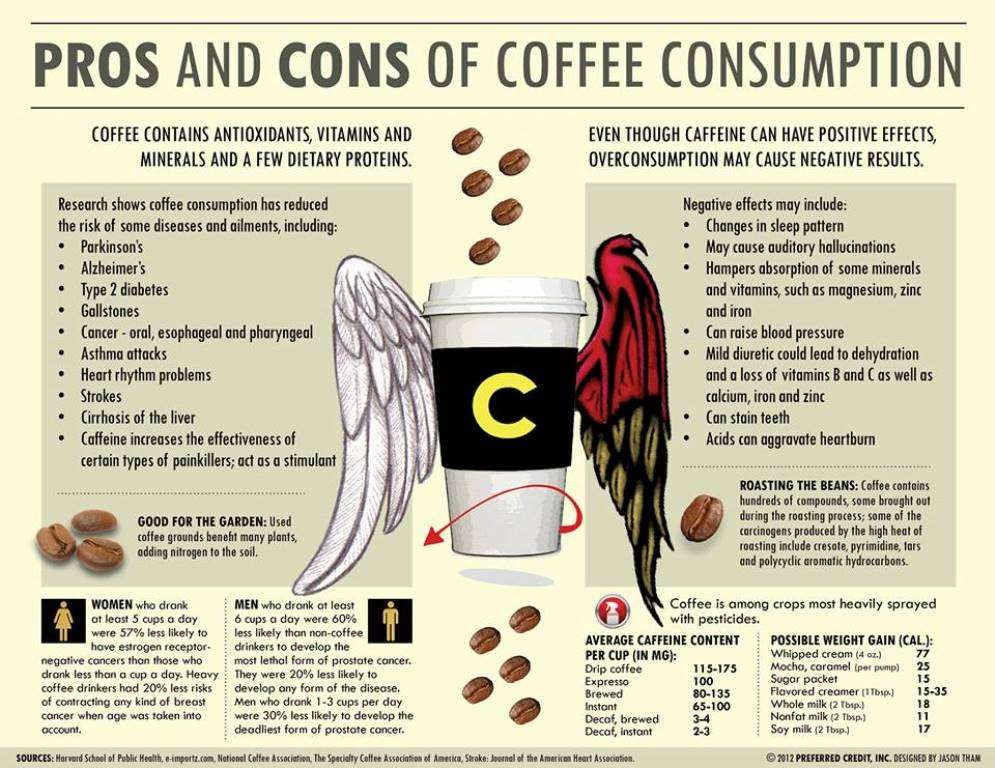 PROS AND CONS OF COFFEE CONSUMPTION
COFFEE CONTAINS ANTIOXIDANTS, VITAMINS AND
MINERALS AND A FEW DIETARY PROTEINS.
Research shows coffee consumption has reduced
the risk of some diseases and ailments, including:
• Parkinson's
• Alzheimer's
• Type 2 diabetes
• Gallstones
• Cancer - oral, esophageal and pharyngeal
• Asthma attacks
• Heart rhythm problems
• Strokes
• Cirrhosis of the liver
• Caffeine increases the effectiveness of
certain types of painkillers; act as a stimulant
GOOD FOR THE GARDEN: Used
coffee grounds benefit many plants,
adding nitrogen to the soil.
WOMEN who drank
at least 5 cups a day
were 57% less likely to
have estrogen receptor-
negative cancers than those who
drank less than a cup a day. Heavy
coffee drinkers had 20% less risks
of contracting any kind of breast
cancer when age was taken into
account.
MEN who drank at least
6 cups a day were 60%
less likely than non-coffee
drinkers to develop the
most lethal form of prostate cancer.
They were 20% less likely to
develop any form of the disease.
Men who drank 1-3 cups per day
were 30% less likely to develop the
deadliest form of prostate cancer.
C
EVEN THOUGH CAFFEINE CAN HAVE POSITIVE EFFECTS,
OVERCONSUMPTION MAY CAUSE NEGATIVE RESULTS.
Negative effects may include:
• Changes in sleep pattern
• May cause auditory hallucinations
• Hampers absorption of some minerals
and vitamins, such as magnesium, zinc
and iron
• Can raise blood pressure
• Mild diuretic could lead to dehydration
and a loss of vitamins B and C as well as
calcium, iron and zinc
• Can stain teeth
• Acids can aggravate heartburn
ROASTING THE BEANS: Coffee contains
hundreds of compounds, some brought out
during the roasting process; some of the
carcinogens produced by the high heat of
roasting include cresote, pyrimidine, tars
and polycyclic aromatic hydrocarbons.
Coffee is among crops most heavily sprayed
with pesticides.
AVERAGE CAFFEINE CONTENT
PER CUP (IN MG):
Drip coffee 115-175
Expresso 100
Brewed 80-135
Instant 65-100
Decaf, brewed 3-4
Decaf, instant 2-3
POSSIBLE WEIGHT GAIN (CAL.):
Whipped cream (4 oz.) 77
Mocha, caramel (per pump) 25
Sugar packet 15
Flavored creamer (1Tbsp.) 15-35
Whole milk (2 Tbsp.) 18
Nonfat milk (2 Tbsp.) 11
Soy milk (2 Tbsp.) 17
SOURCES: Harvard School of Public Health, e-importz.com, National Coffee Association, The Specialty Coffee Association of America, Stroke: Journal of the American Heart Association.
© 2012 PREFERRED CREDIT, INC. DESIGNED BY JASON THAM